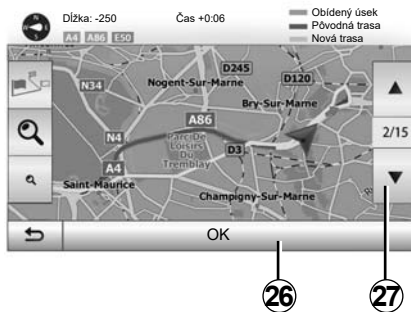 Dĺžka: -250
Čas +0:06
Obídený úsek
Pôvodná trasa
Nová trasa
A4 A86 E50
D245
N34
Nogent-Sur-Marne
D120
Bry-Sur-Marne
A86
2/15
N4
Parc De
Loisirs
Du
Tremblay
D3
A4
Saint-Maurice
Champigny-Sur-Marne
OK
26
27